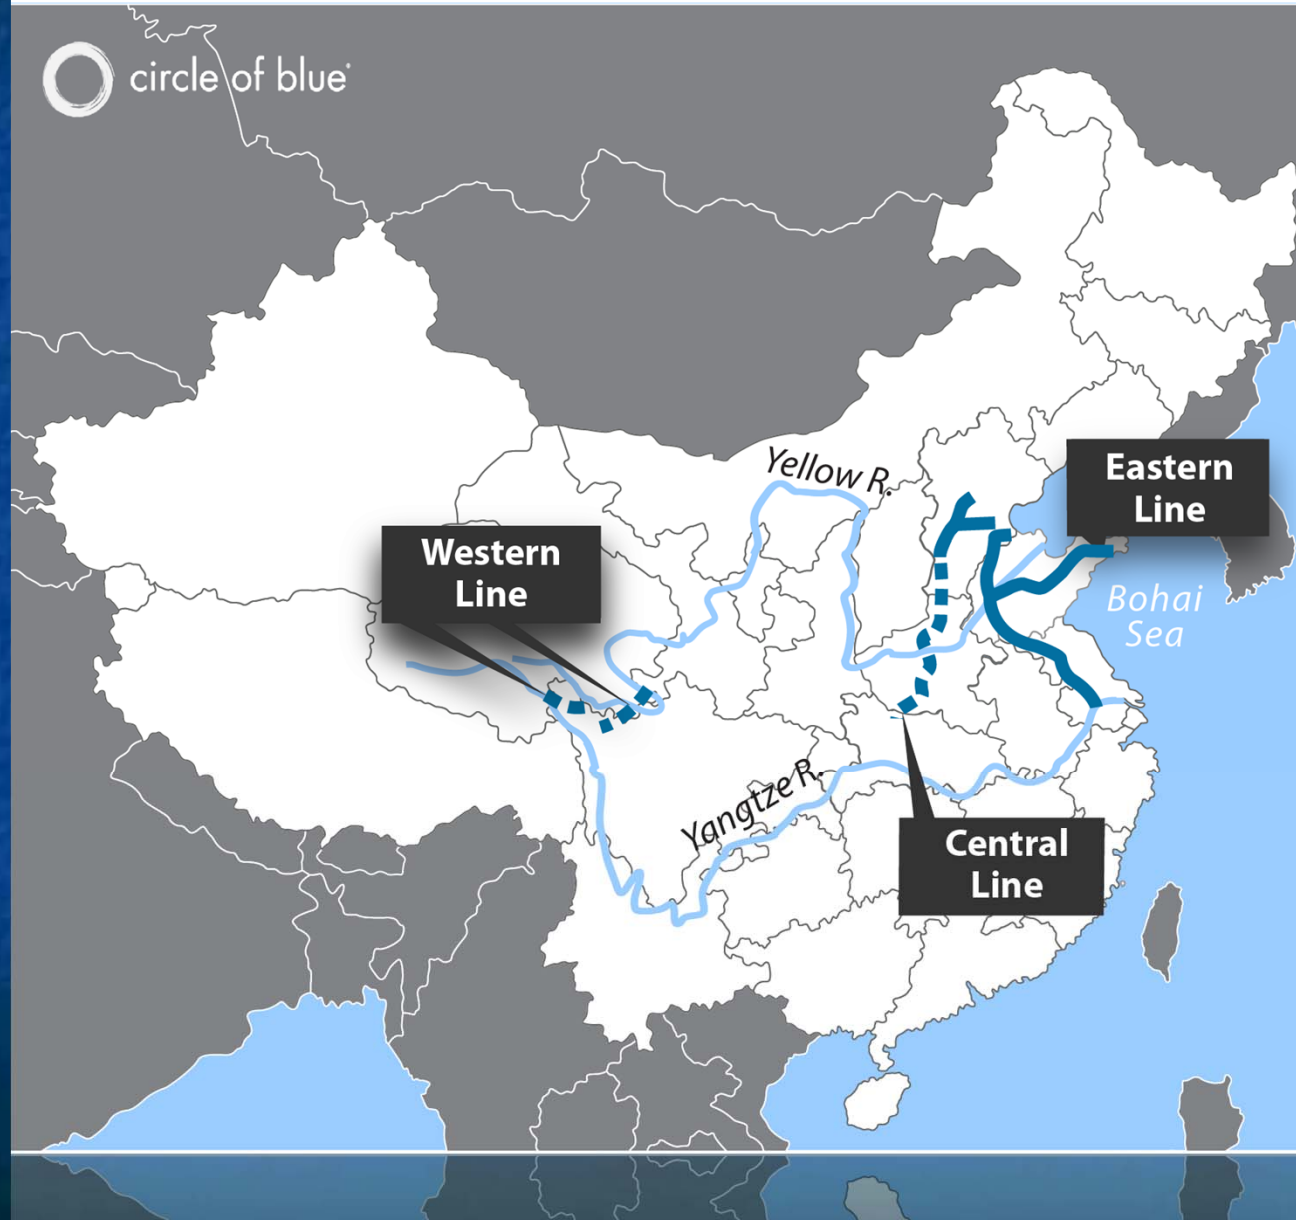 circle of blue
Yellow R.
Eastern
Line
Western
Line
Bohai
Sea
Yangtze R.
Central
Line